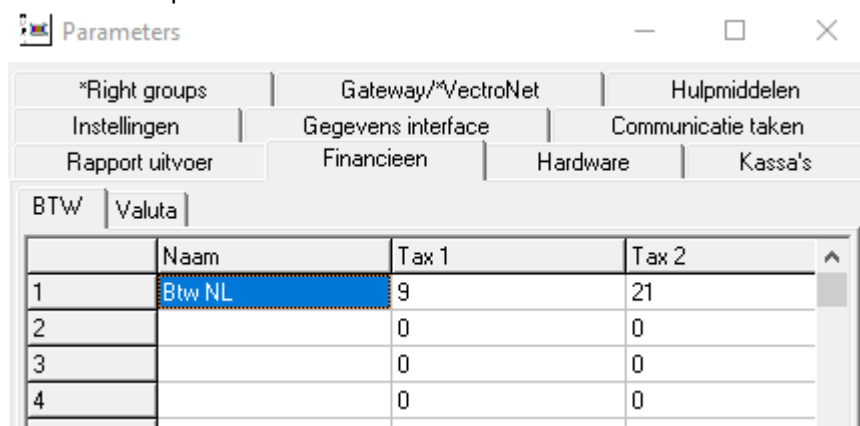 Parameters
*Right groups Gateway/*VectroNet Hulpmiddelen
Instellingen Gegevens interface Communicatie taken
Rapport uitvoer Financieen Hardware Kassa's
BTW Valuta
Naam Tax 1 Tax 2
1 Btw NL 9 21
2 0 0
3 0 0
4 0 0